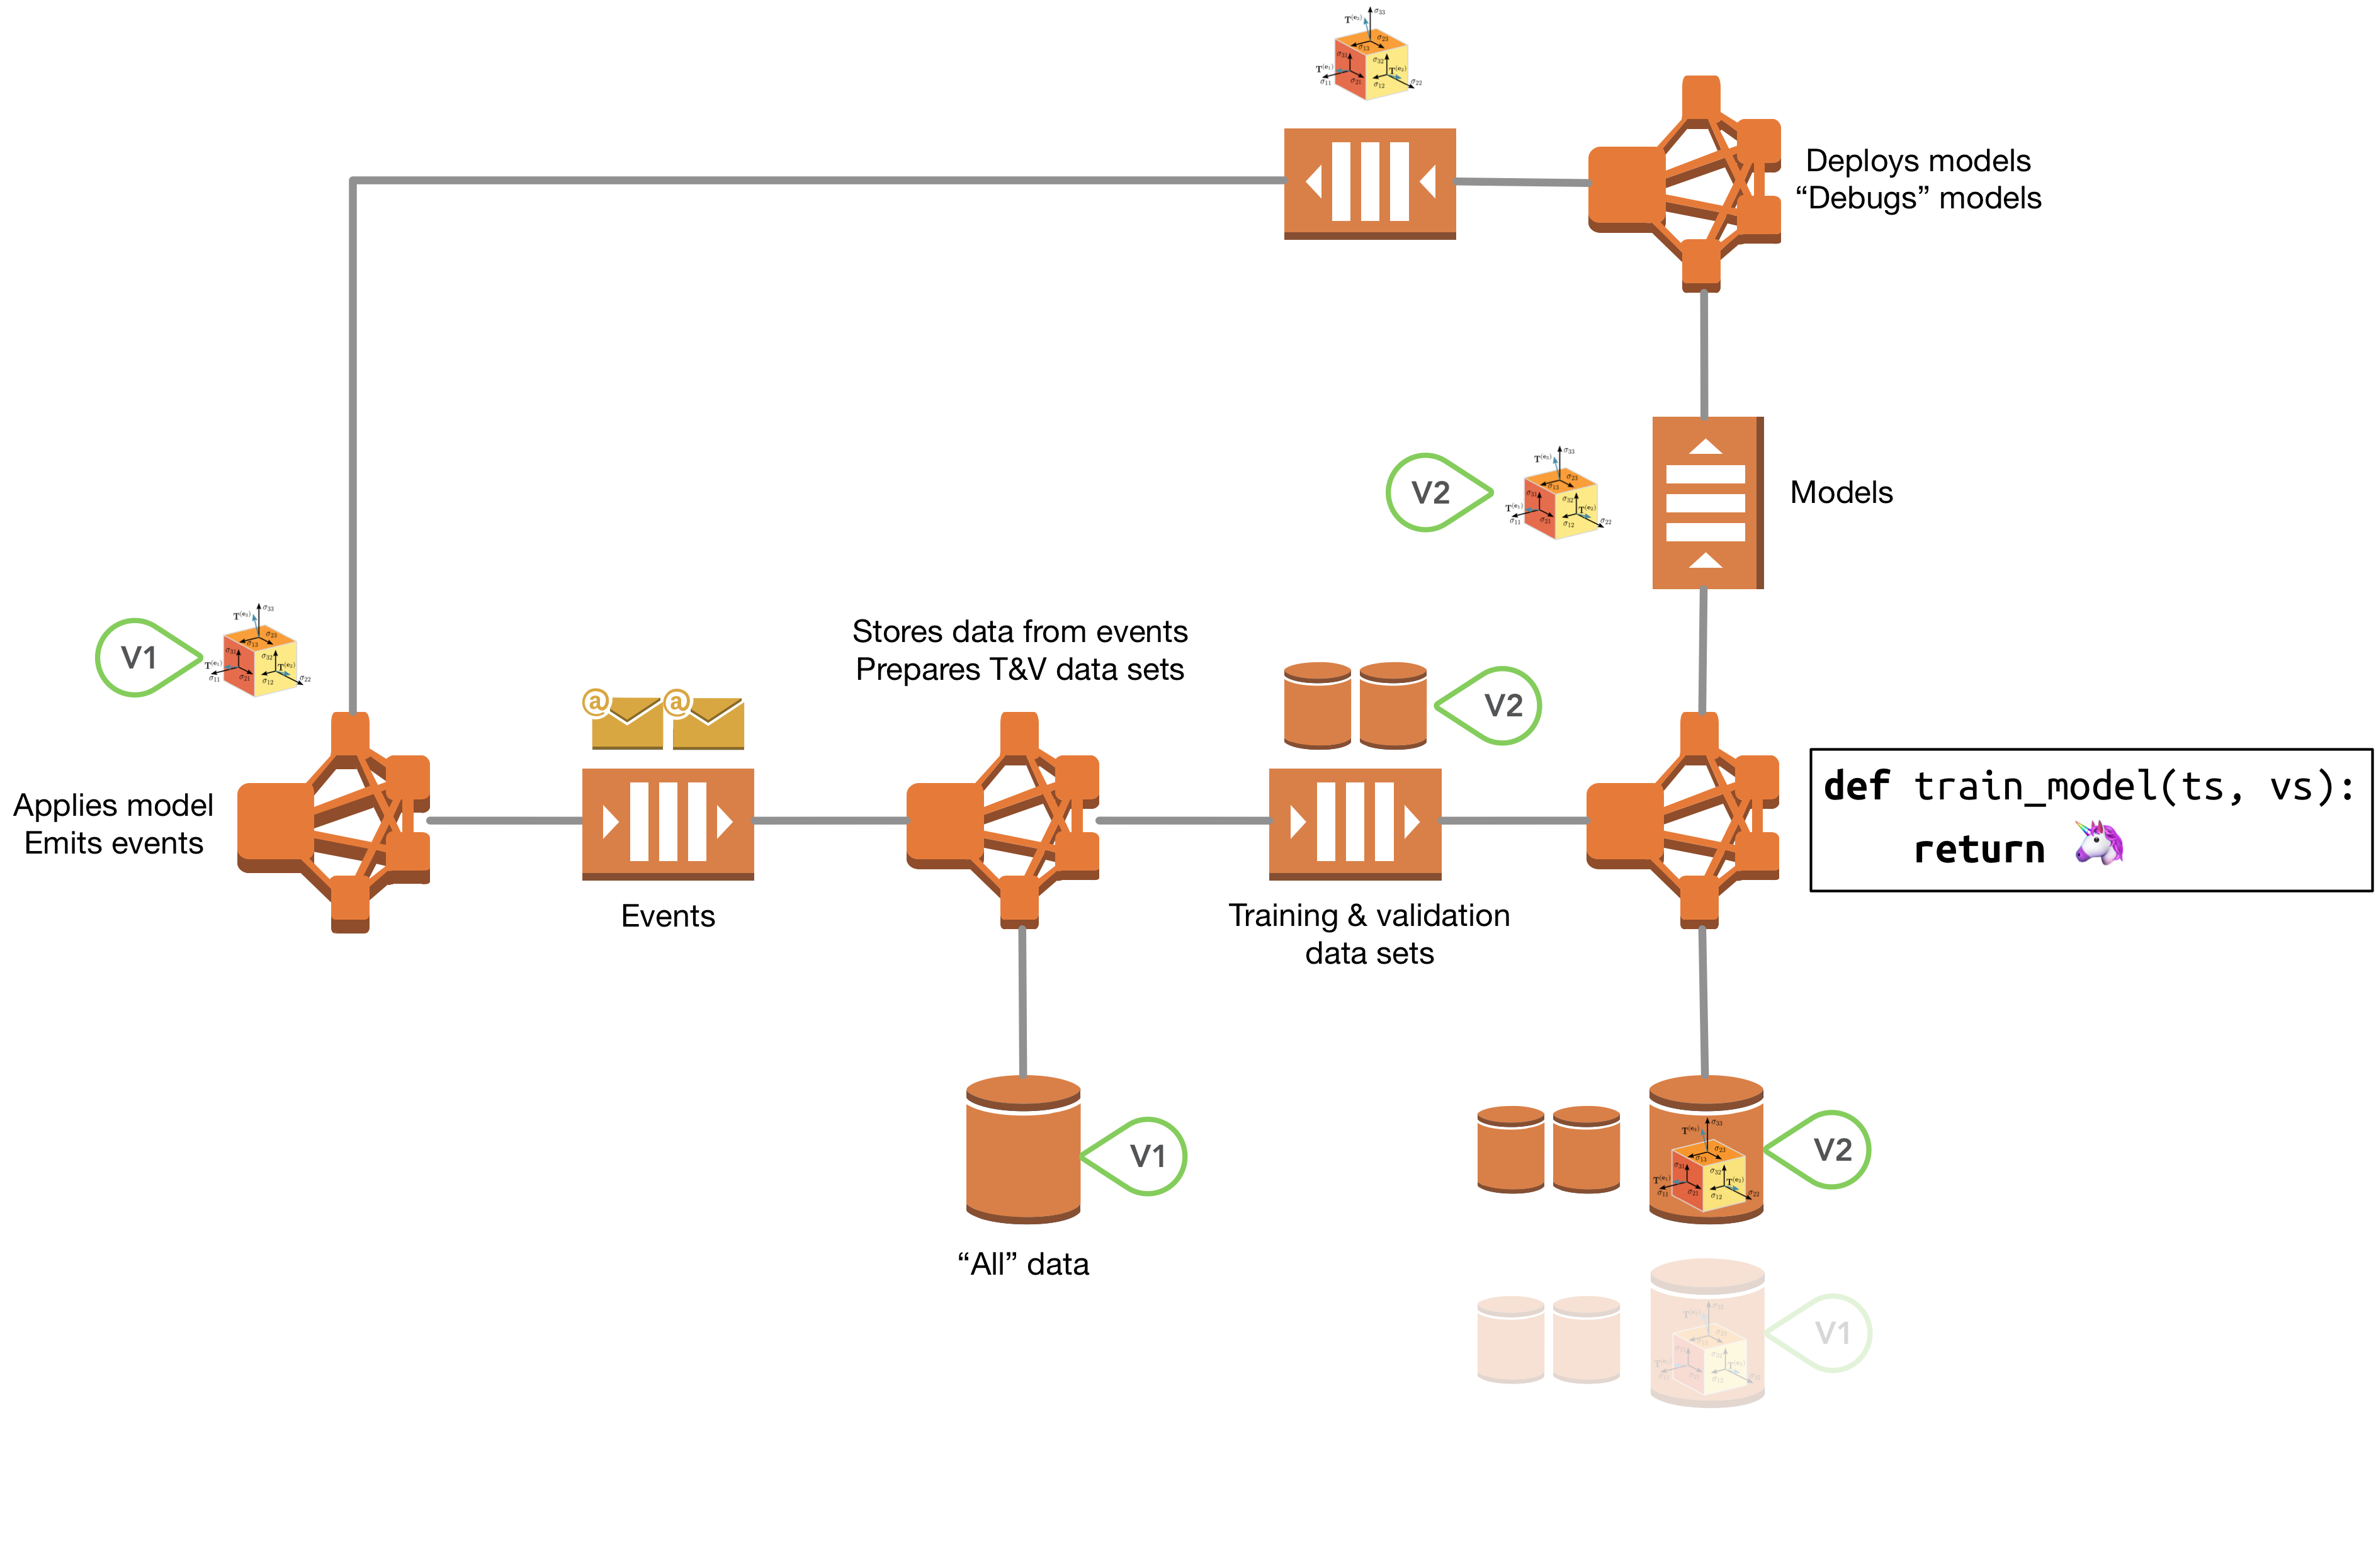 Deploys models
“Debugs” models
V2
Models
V1
Stores data from events
Prepares T&V data sets
V2
@ @
Applies model
Emits events
def train_model(ts, vs):
return 🦄
Events
Training & validation
data sets
V1
V2
“All” data
V1